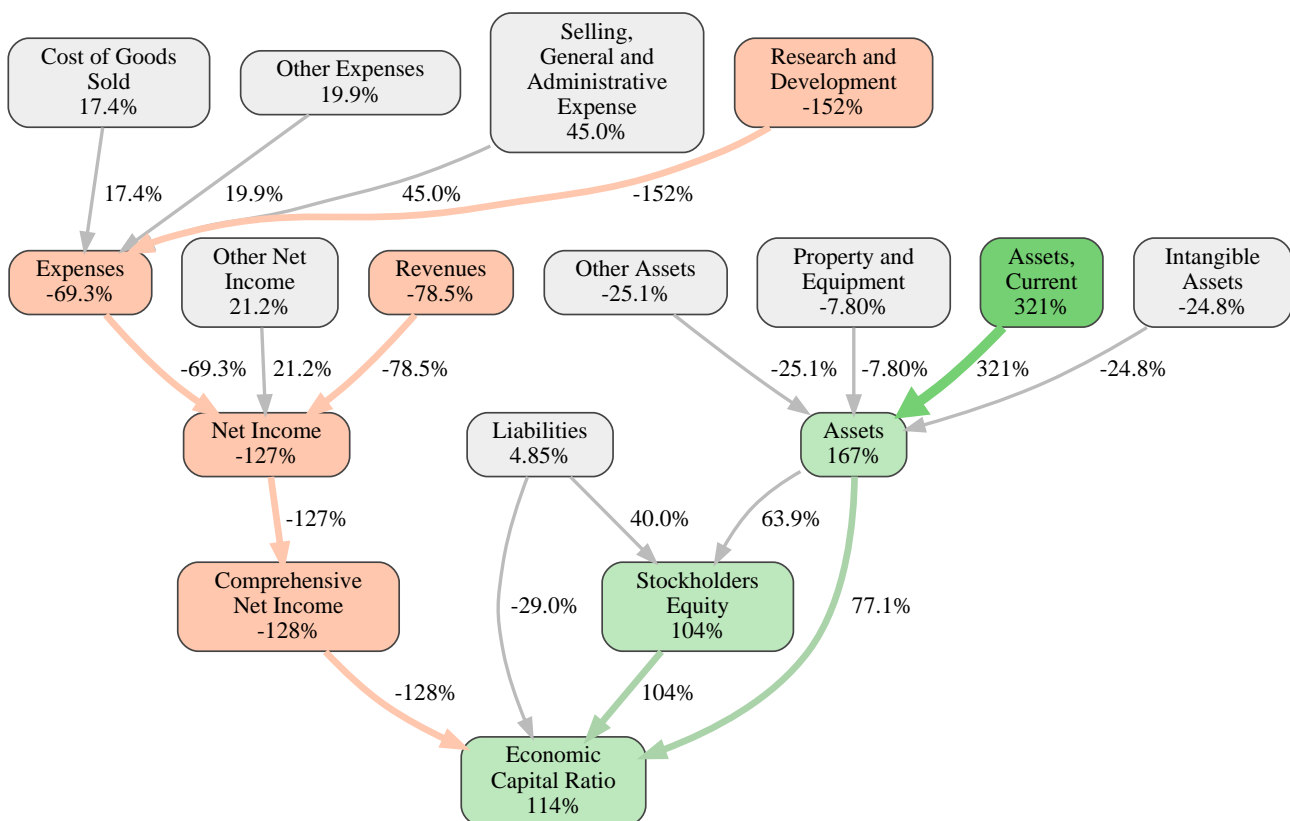 Cost of Goods
Sold
17.4%
Other Expenses
19.9%
Selling,
General and
Administrative
Expense
45.0%
Research and
Development
-152%
17.4%
19.9%
45.0%
-152%
Expenses
-69.3%
Other Net
Income
21.2%
Revenues
-78.5%
Other Assets
-25.1%
Property and
Equipment
-7.80%
Assets,
Current
321%
Intangible
Assets
-24.8%
-69.3%
21.2%
-78.5%
-25.1%
-7.80%
321%
-24.8%
Net Income
-127%
Liabilities
4.85%
Assets
167%
-127%
40.0%
63.9%
Comprehensive
Net Income
-128%
-29.0%
Stockholders
Equity
104%
77.1%
-128%
104%
Economic
Capital Ratio
114%